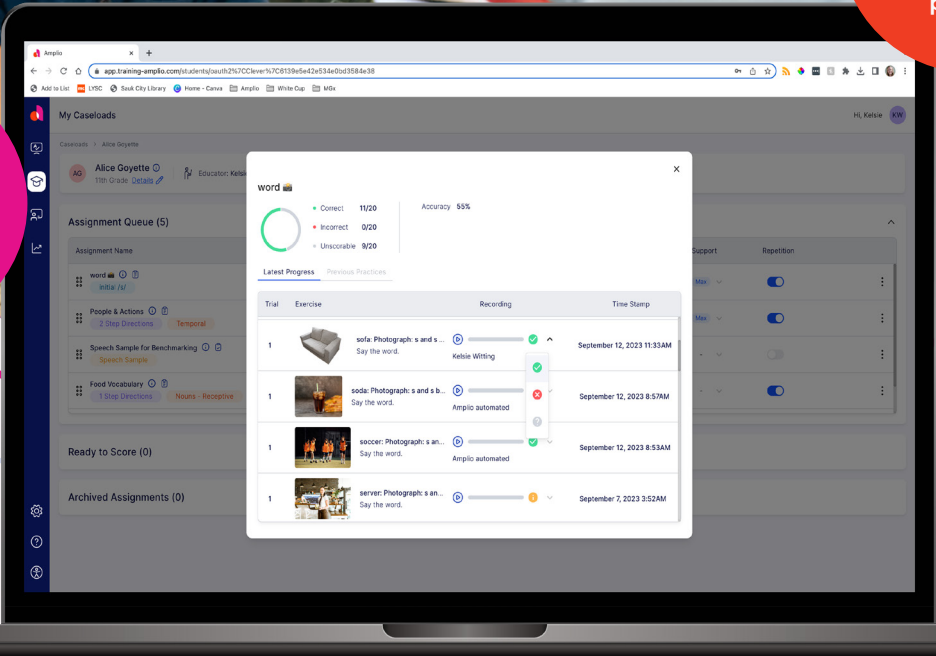 p
Amplio
app.training-amplio.com/students/oauth2%7CClever%7C6139e5e42e534e0bd3584e38
Add to List LYSC Sauk City Library Home - Canva Amplio White Cup MGx
My Caseloads
Hi, Kelsie KW
Caseloads > Alice Goyette
AG Alice Goyette
11th Grade Details
Educator: Kelsi
Assignment Queue (5)
Assignment Name
Support
Repetition
word
Initial /s/
Max
People & Actions
2 Step Directions Temporal
Max
Speech Sample for Benchmarking
Speech Sample
Food Vocabulary
1 Step Directions Nouns - Receptive
Ready to Score (0)
Archived Assignments (0)
word
Correct 11/20
Incorrect 0/20
Unscorable 9/20
Accuracy 55%
Latest Progress Previous Practices
Trial Exercise Recording Time Stamp
1 sofa: Photograph: s and s ...
Say the word.
Kelsie Witting
September 12, 2023 11:33AM
1 soda: Photograph: s and s b...
Say the word.
Amplio automated
September 12, 2023 8:57AM
1 soccer: Photograph: s an...
Say the word.
Amplio automated
September 12, 2023 8:53AM
1 server: Photograph: s an...
Say the word.
September 7, 2023 3:52AM